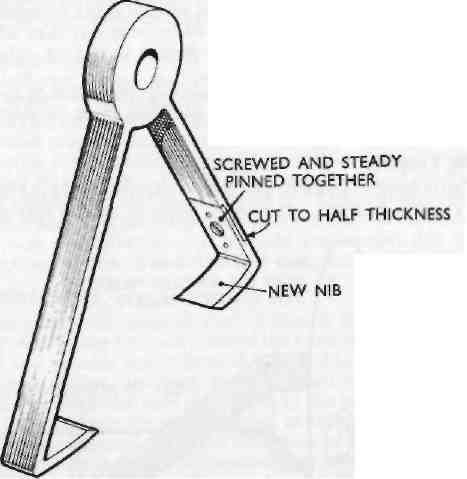 SCREWED AND STEADY
PINNED TOGETHER
CUT TO HALF THICKNESS
NEW NIB